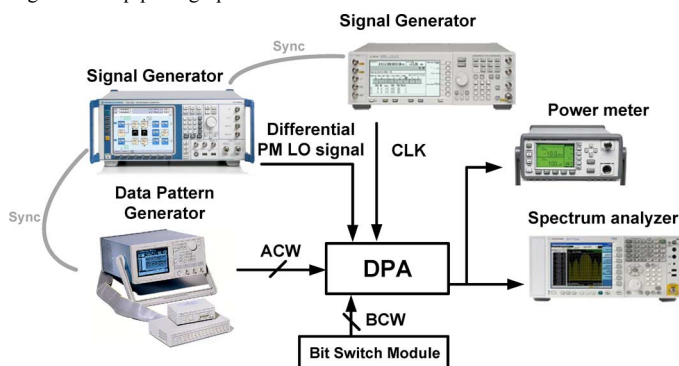 Signal Generator
Sync
Signal Generator
Power meter
Differential
PM LO signal
CLK
Data Pattern
Generator
Sync
Spectrum analyzer
ACW
DPA
BCW
Bit Switch Module